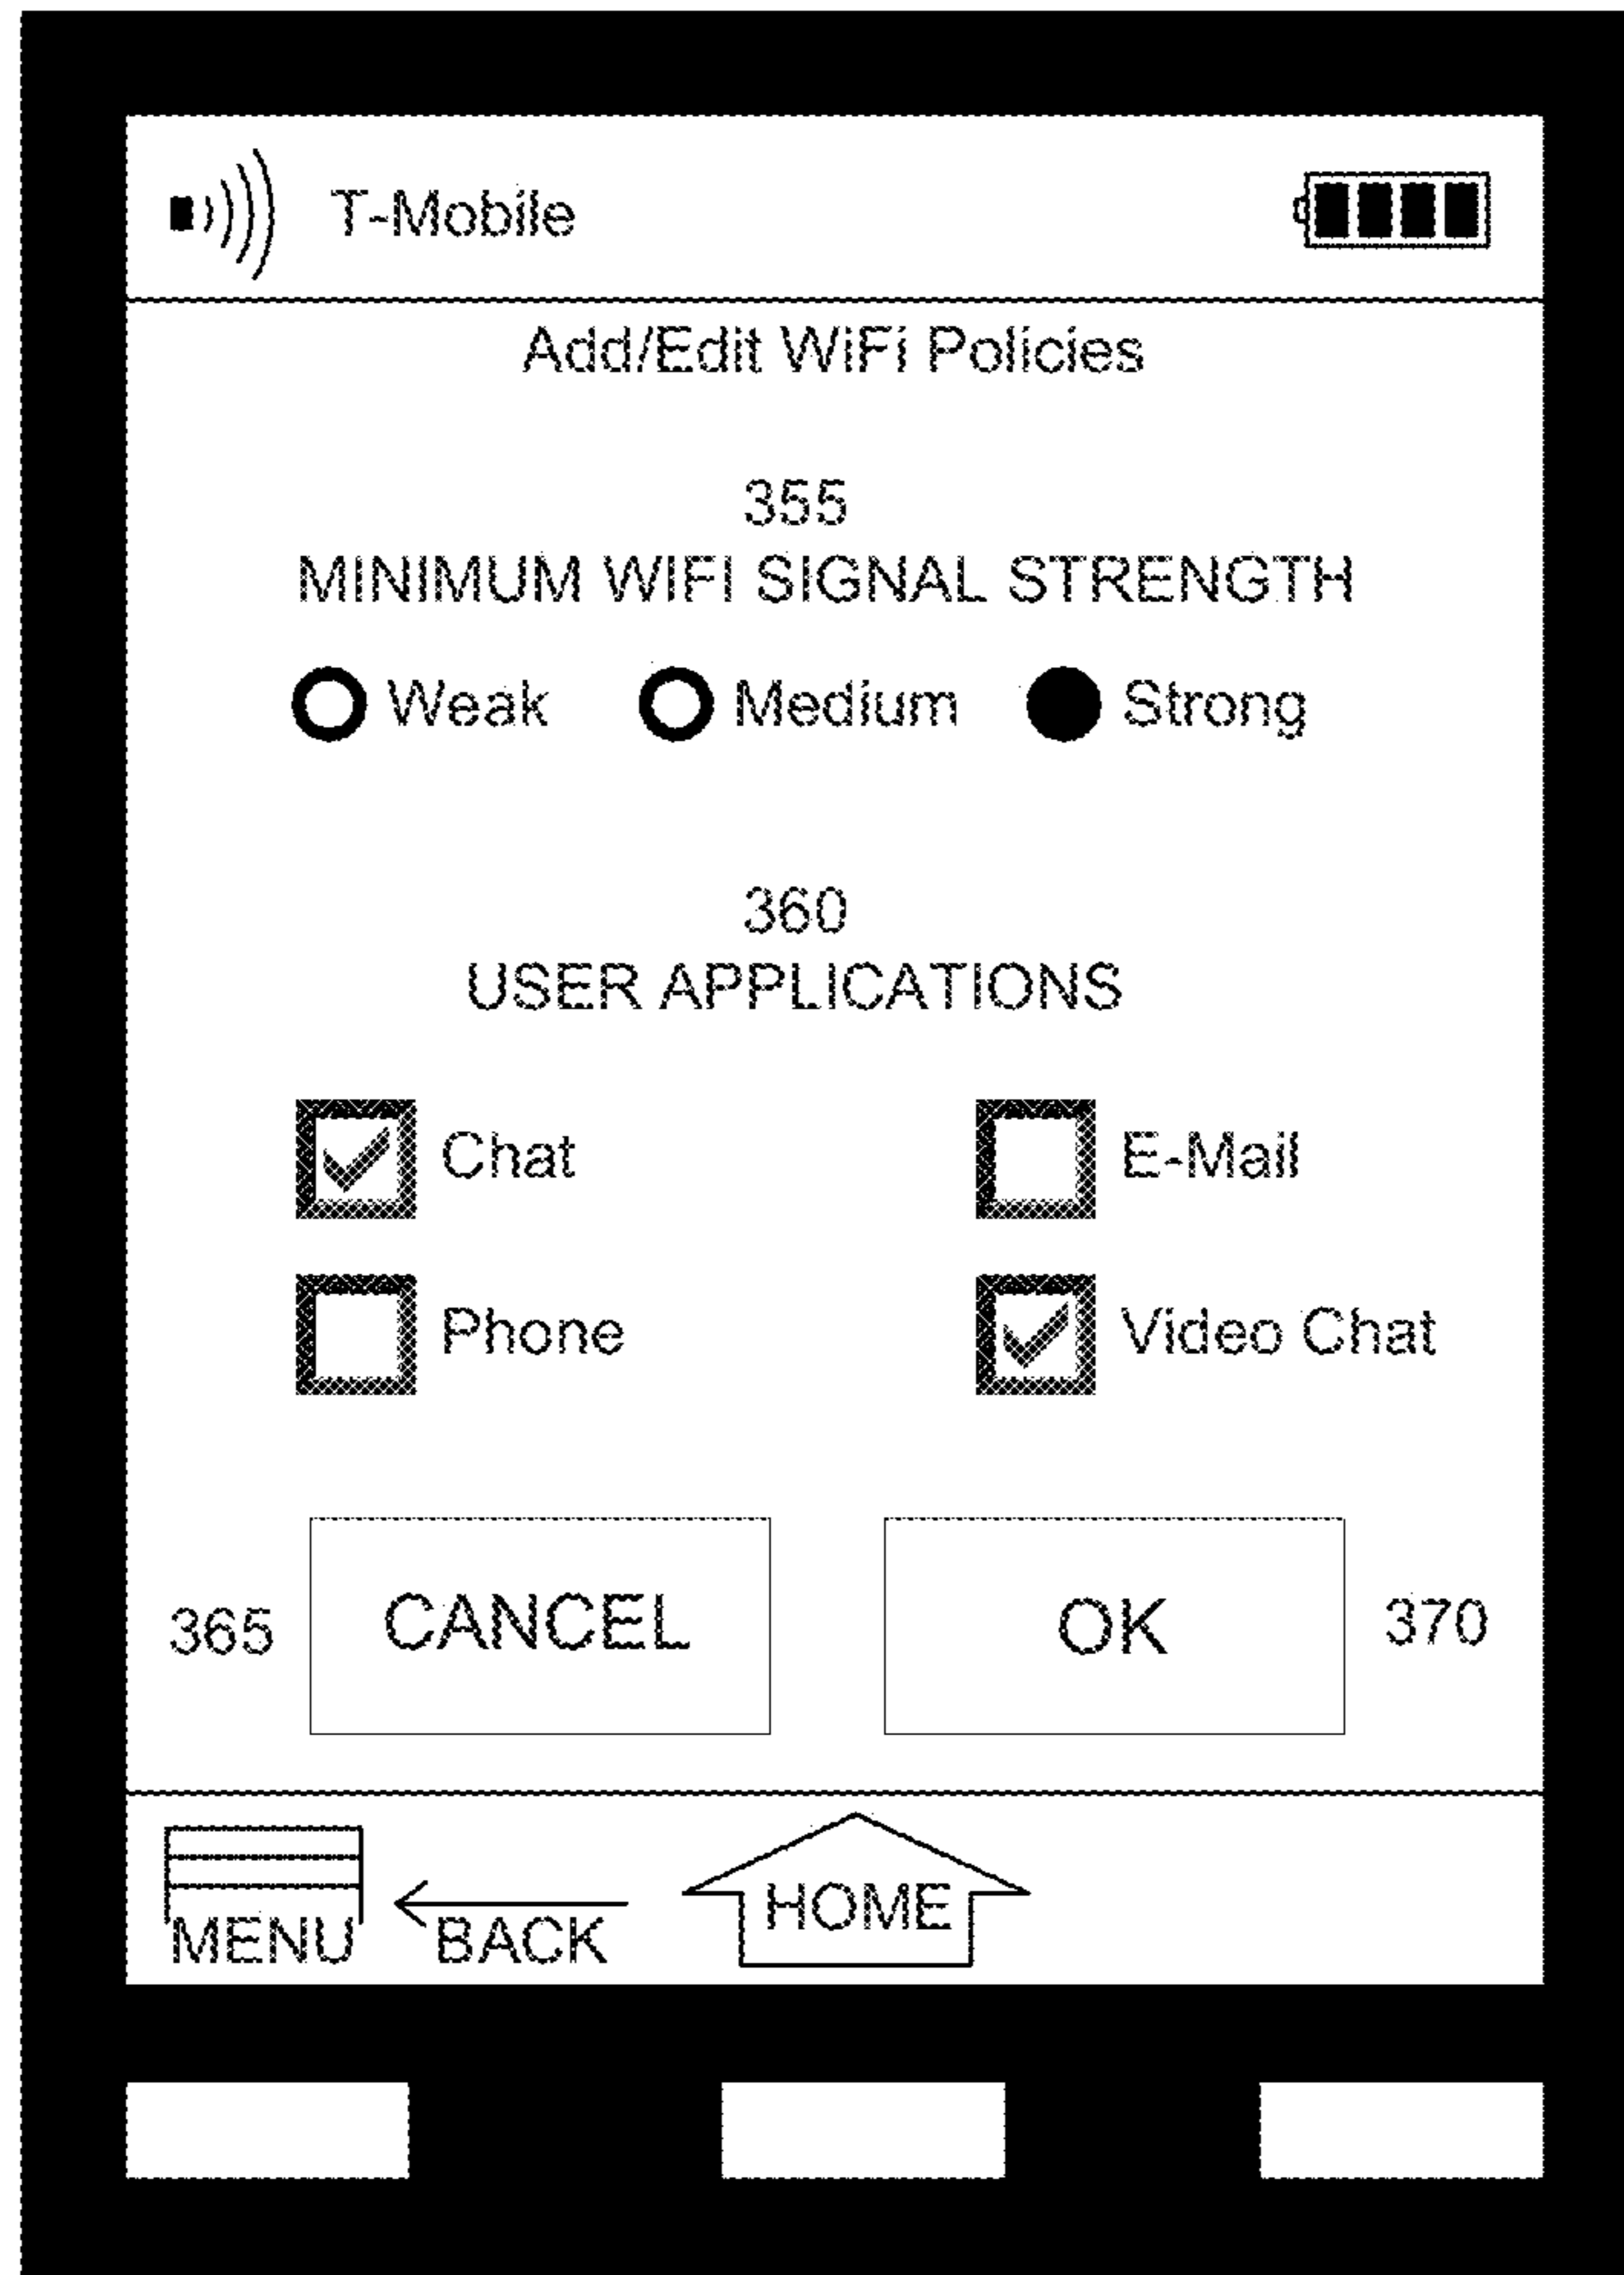 T-Mobile
Add/Edit WiFi Policies
355
MINIMUM WIFI SIGNAL STRENGTH
Weak Medium Strong
360
USER APPLICATIONS
Chat E-Mail
Phone Video Chat
365 CANCEL OK 370
MENU BACK HOME